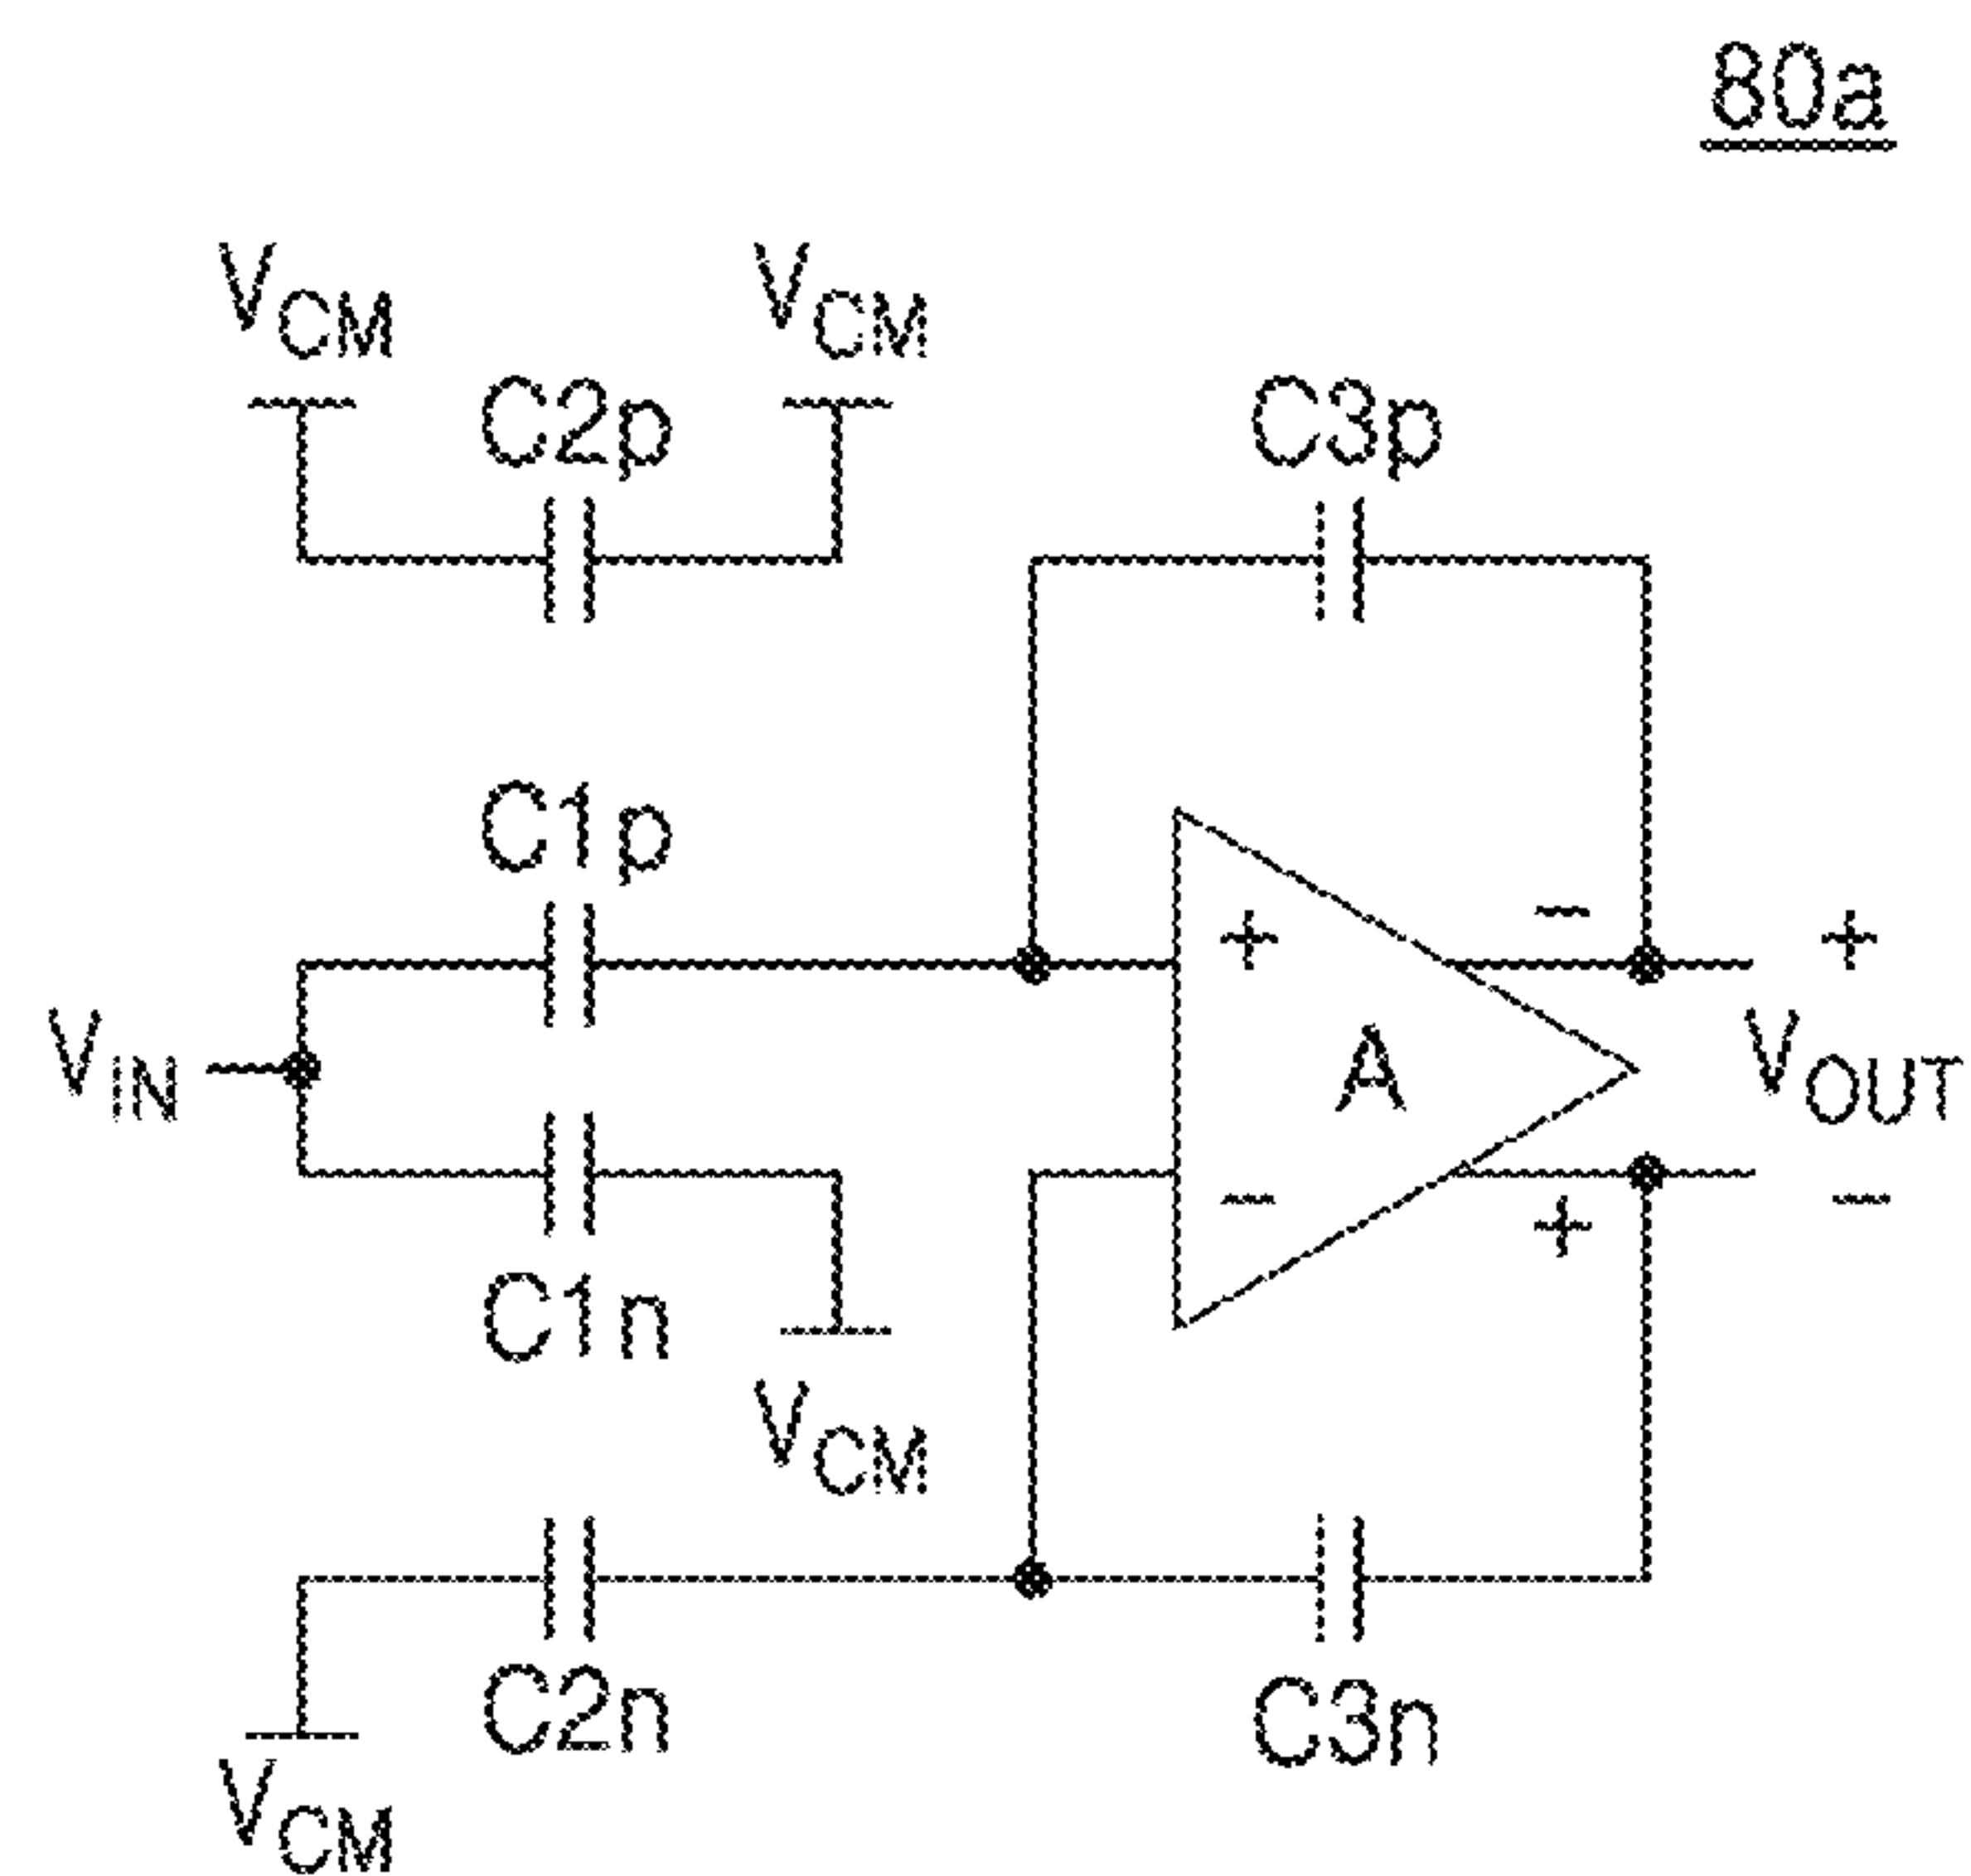 80a
VCM VCM
C2p C3p
C1p
+ - +
VIN A VOUT
- + -
C1n
VCM
C2n C3n
VCM